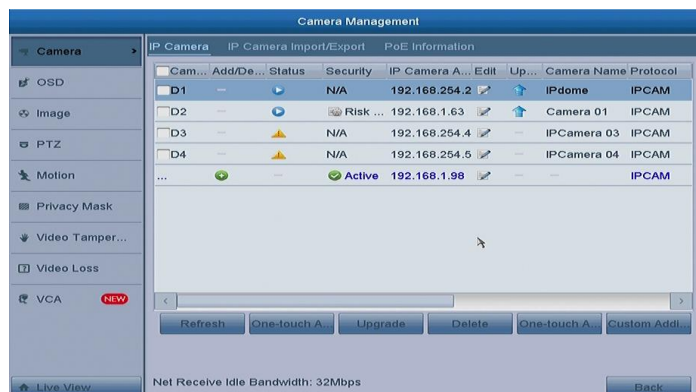 Camera Management
Camera
IP Camera IP Camera Import/Export PoE Information
Cam... Add/De... Status Security IP Camera A... Edit Up... Camera Name Protocol
D1 — N/A 192.168.254.2 IPdome IPCAM
D2 — Risk ... 192.168.1.63 Camera 01 IPCAM
D3 — N/A 192.168.254.4 — IPCamera 03 IPCAM
D4 — N/A 192.168.254.5 — IPCamera 04 IPCAM
... — Active 192.168.1.98 — IPCAM
OSD
Image
PTZ
Motion
Privacy Mask
Video Tamper...
Video Loss
VCA NEW
Refresh One-touch A... Upgrade Delete One-touch A... Custom Addi...
Net Receive Idle Bandwidth: 32Mbps
Live View
Back